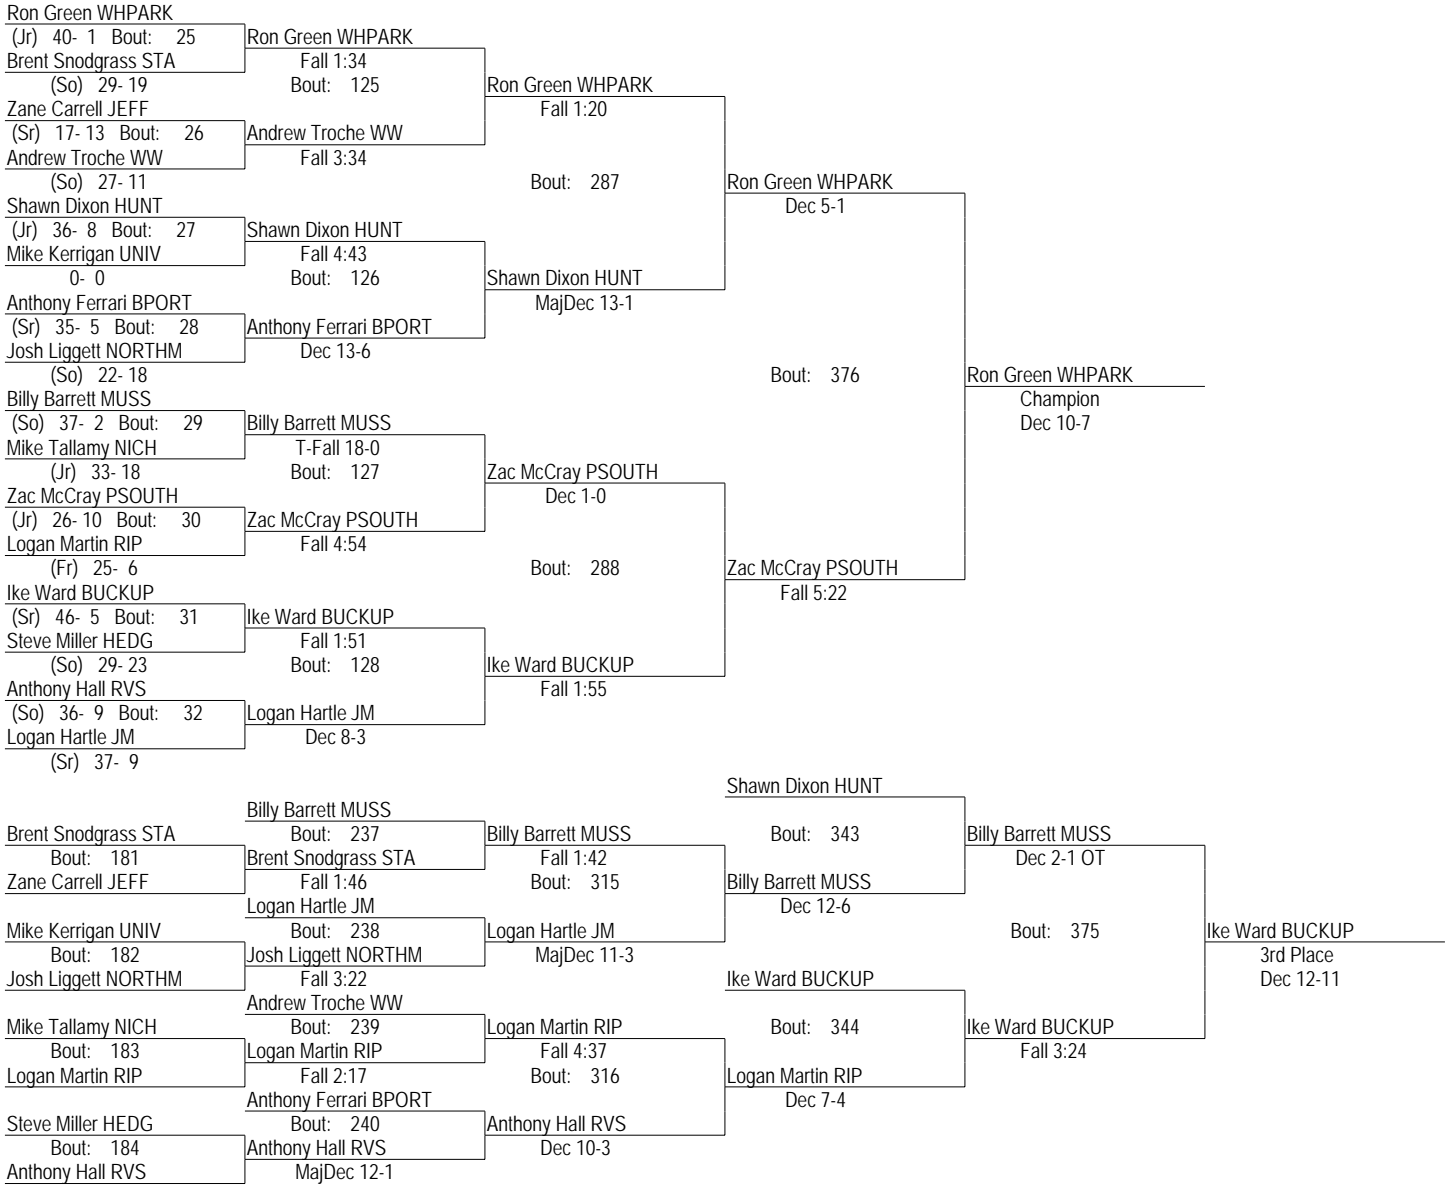 Ron Green WHPARK
(Jr) 40- 1 Bout: 25 Ron Green WHPARK
Brent Snodgrass STA Fall 1:34
(So) 29- 19 Bout: 125 Ron Green WHPARK
Zane Carrell JEFF Fall 1:20
(Sr) 17- 13 Bout: 26 Andrew Troche WW
Andrew Troche WW Fall 3:34
(So) 27- 11 Bout: 287 Ron Green WHPARK
Shawn Dixon HUNT Dec 5-1
(Jr) 36- 8 Bout: 27 Shawn Dixon HUNT
Mike Kerrigan UNIV Fall 4:43
0- 0 Bout: 126 Shawn Dixon HUNT
Anthony Ferrari BPORT MajDec 13-1
(Sr) 35- 5 Bout: 28 Anthony Ferrari BPORT
Josh Liggett NORTHM Dec 13-6
(So) 22- 18 Bout: 376 Ron Green WHPARK
Billy Barrett MUSS Champion
(So) 37- 2 Bout: 29 Billy Barrett MUSS Dec 10-7
Mike Tallamy NICH T-Fall 18-0
(Jr) 33- 18 Bout: 127 Zac McCray PSOUTH
Zac McCray PSOUTH Dec 1-0
(Jr) 26- 10 Bout: 30 Zac McCray PSOUTH
Logan Martin RIP Fall 4:54
(Fr) 25- 6 Bout: 288 Zac McCray PSOUTH
Ike Ward BUCKUP Fall 5:22
(Sr) 46- 5 Bout: 31 Ike Ward BUCKUP
Steve Miller HEDG Fall 1:51
(So) 29- 23 Bout: 128 Ike Ward BUCKUP
Anthony Hall RVS Fall 1:55
(So) 36- 9 Bout: 32 Logan Hartle JM
Logan Hartle JM Dec 8-3
(Sr) 37- 9
Shawn Dixon HUNT
Billy Barrett MUSS
Brent Snodgrass STA Bout: 237 Billy Barrett MUSS Bout: 343 Billy Barrett MUSS
Bout: 181 Brent Snodgrass STA Fall 1:42 Dec 2-1 OT
Zane Carrell JEFF Fall 1:46 Bout: 315 Billy Barrett MUSS
Logan Hartle JM Dec 12-6
Mike Kerrigan UNIV Bout: 238 Logan Hartle JM Bout: 375 Ike Ward BUCKUP
Bout: 182 Josh Liggett NORTHM MajDec 11-3 3rd Place
Josh Liggett NORTHM Fall 3:22 Ike Ward BUCKUP Dec 12-11
Andrew Troche WW
Mike Tallamy NICH Bout: 239 Logan Martin RIP Bout: 344 Ike Ward BUCKUP
Bout: 183 Logan Martin RIP Fall 4:37 Fall 3:24
Logan Martin RIP Fall 2:17 Bout: 316 Logan Martin RIP
Anthony Ferrari BPORT Dec 7-4
Steve Miller HEDG Bout: 240 Anthony Hall RVS
Bout: 184 Anthony Hall RVS Dec 10-3
Anthony Hall RVS MajDec 12-1